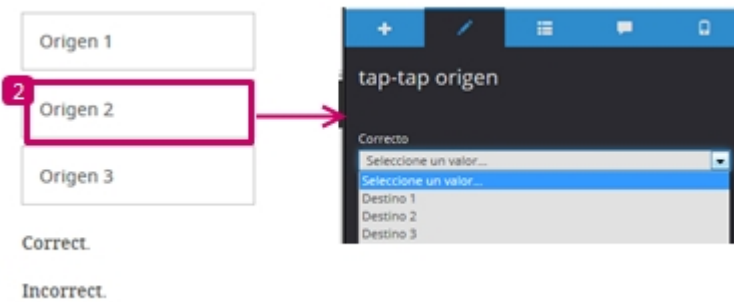 Origen 1
2
Origen 2
Origen 3
Correct.
Incorrect.
tap-tap origen
Correcto
Seleccione un valor...
Seleccione un valor...
Destino 1
Destino 2
Destino 3